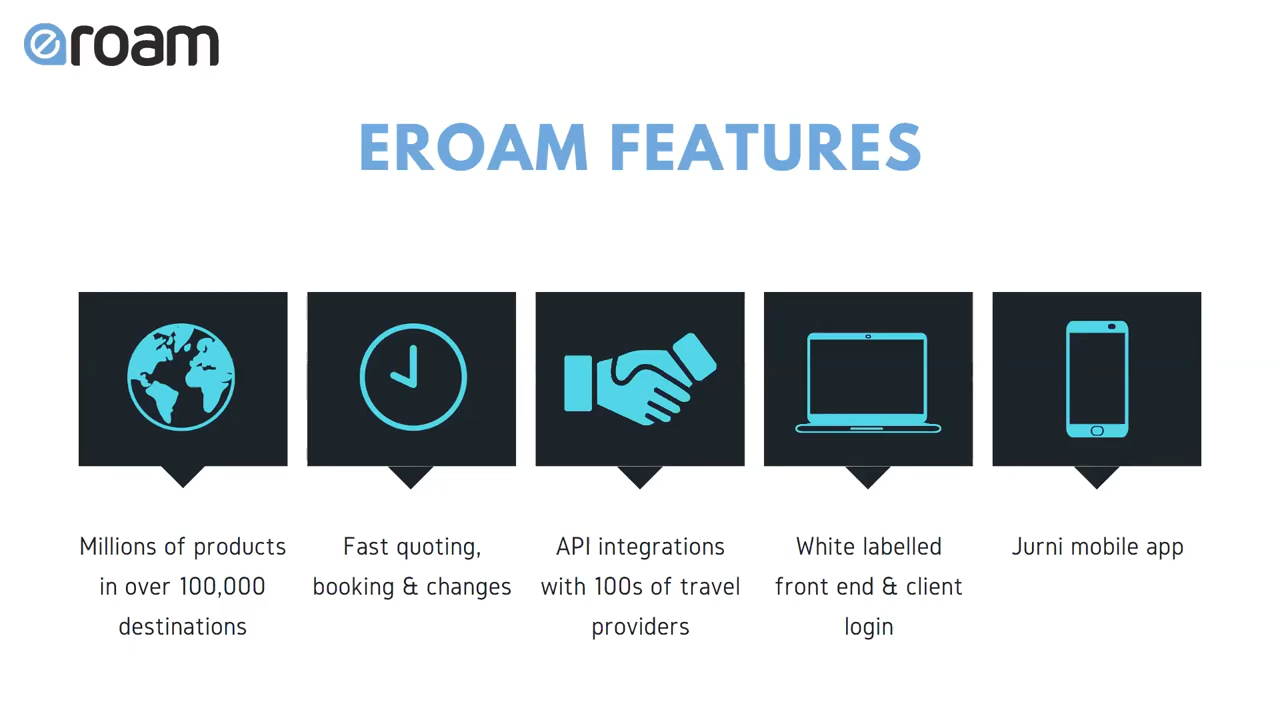 eroam
EROAM FEATURES
Millions of products
in over 100,000
destinations
Fast quoting,
booking & changes
API integrations
with 100s of travel
providers
White labelled
front end & client
login
Jurni mobile app